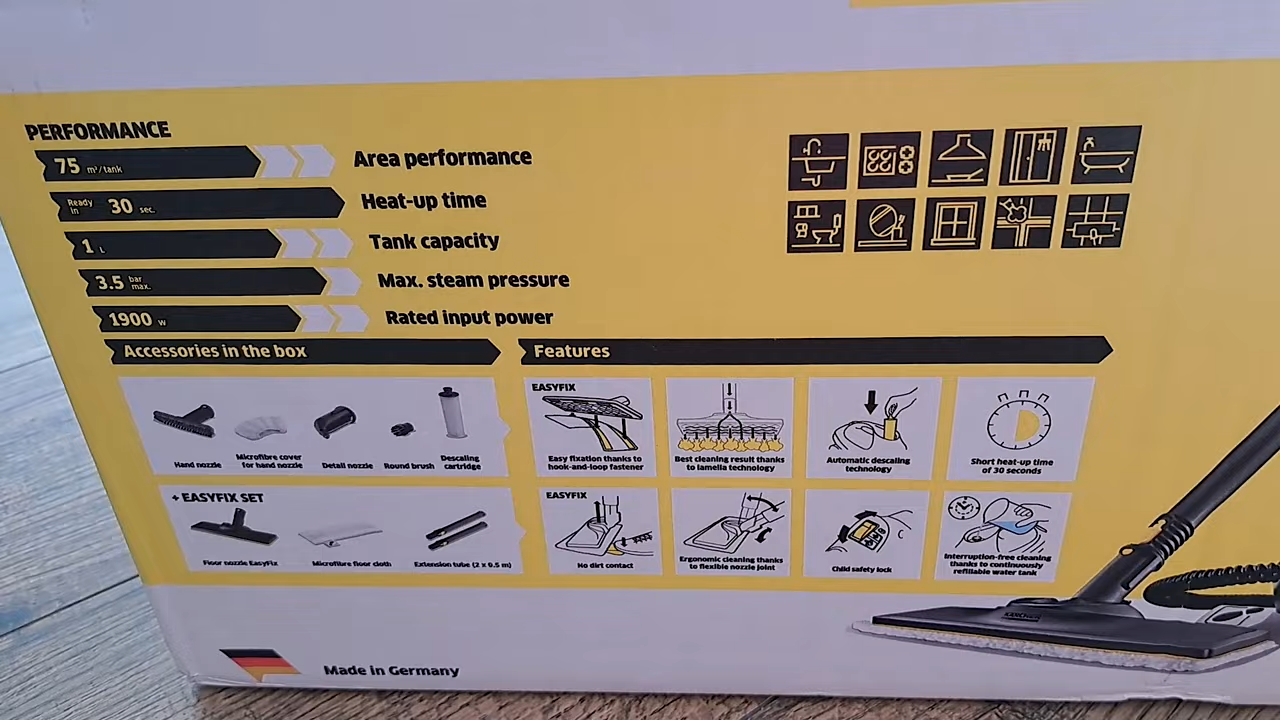 PERFORMANCE
75 m²/tank
Area performance
Ready in 30 sec.
Heat-up time
1 L
Tank capacity
3.5 bar max.
Max. steam pressure
1900 W
Rated input power
Accessories in the box
Features
Hand nozzle
Microfibre cover
for hand nozzle
Detail nozzle
Round brush
Descaling
cartridge
EASYFIX
Easy fixation thanks to
hook-and-loop fastener
Best cleaning result thanks
to lamella technology
Automatic descaling
technology
Short heat-up time
of 30 seconds
+ EASYFIX SET
Floor nozzle EasyFix
Microfibre floor cloth
Extension tube (2 x 0.5 m)
EASYFIX
No dirt contact
Ergonomic cleaning thanks
to flexible nozzle joint
Child safety lock
Interruption-free cleaning
thanks to continuously
refillable water tank
KÄRCHER
Made in Germany